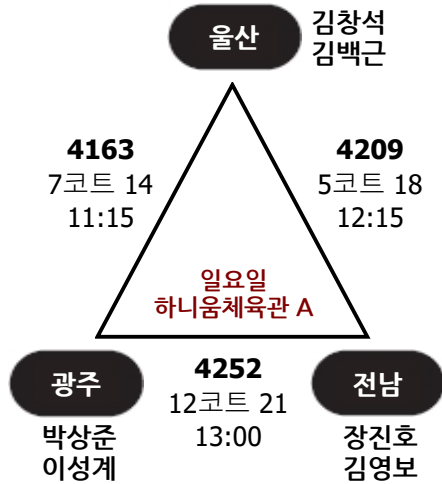 울산
김창석
김백근
4163
7코트 14
11:15
4209
5코트 18
12:15
일요일
하니움체육관 A
광주
박상준
이성계
4252
12코트 21
13:00
전남
장진호
김영보